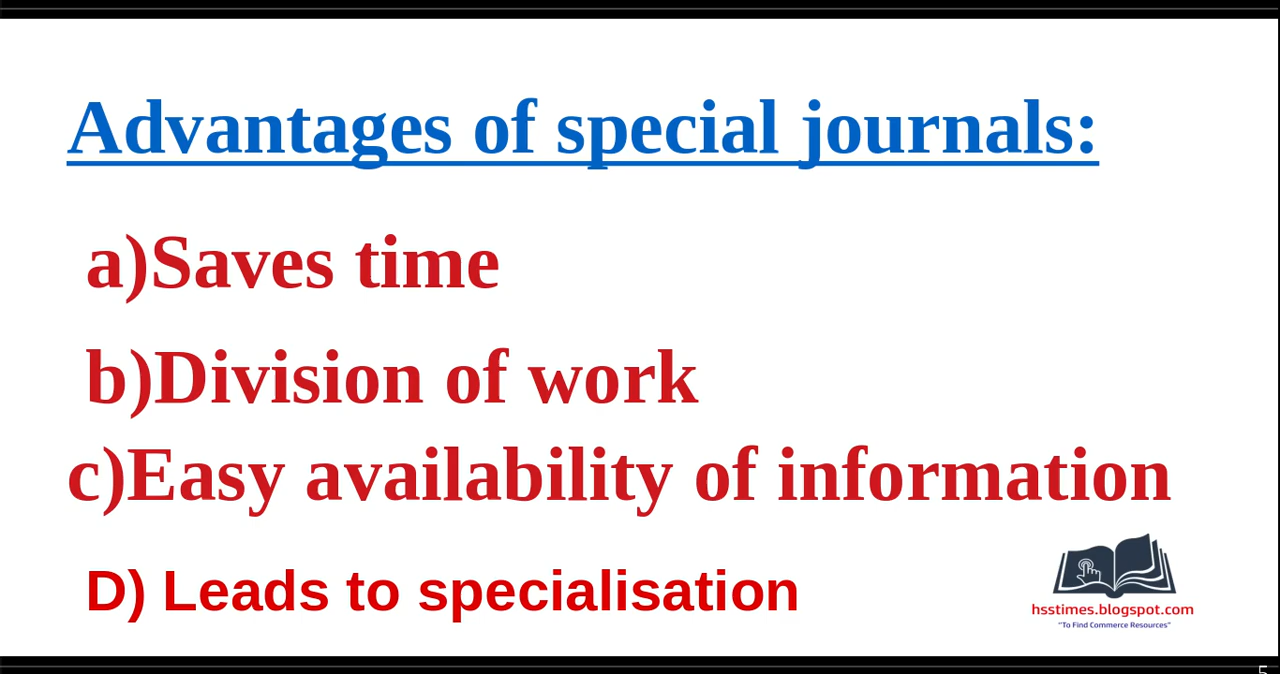 Advantages of special journals:
a)Saves time
b)Division of work
c)Easy availability of information
D) Leads to specialisation
hsstimes.blogspot.com
"To Find Commerce Resources"
5